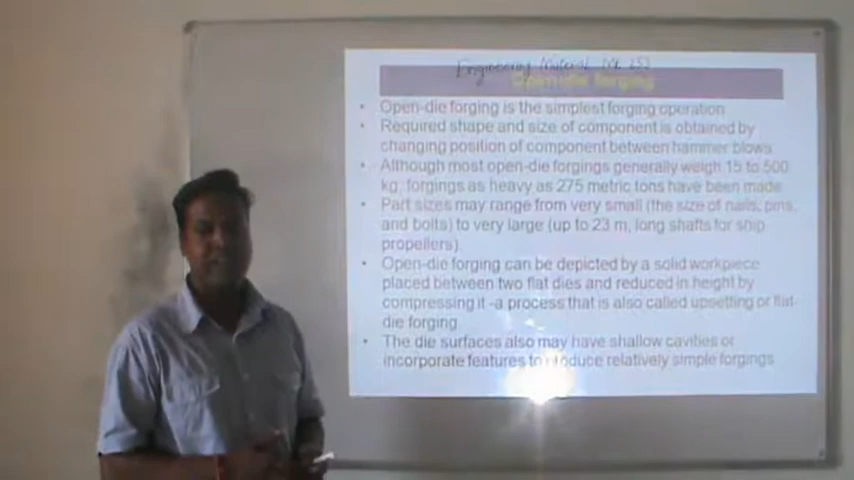 Engineering Material ME 253
Open-die forging
• Open-die forging is the simplest forging operation
• Required shape and size of component is obtained by
changing position of component between hammer blows
• Although most open-die forgings generally weigh 15 to 500
kg, forgings as heavy as 275 metric tons have been made
• Part sizes may range from very small (the size of nails, pins,
and bolts) to very large (up to 23 m, long shafts for ship
propellers).
• Open-die forging can be depicted by a solid workpiece
placed between two flat dies and reduced in height by
compressing it -a process that is also called upsetting or flat-
die forging
• The die surfaces also may have shallow cavities or
incorporate features to produce relatively simple forgings